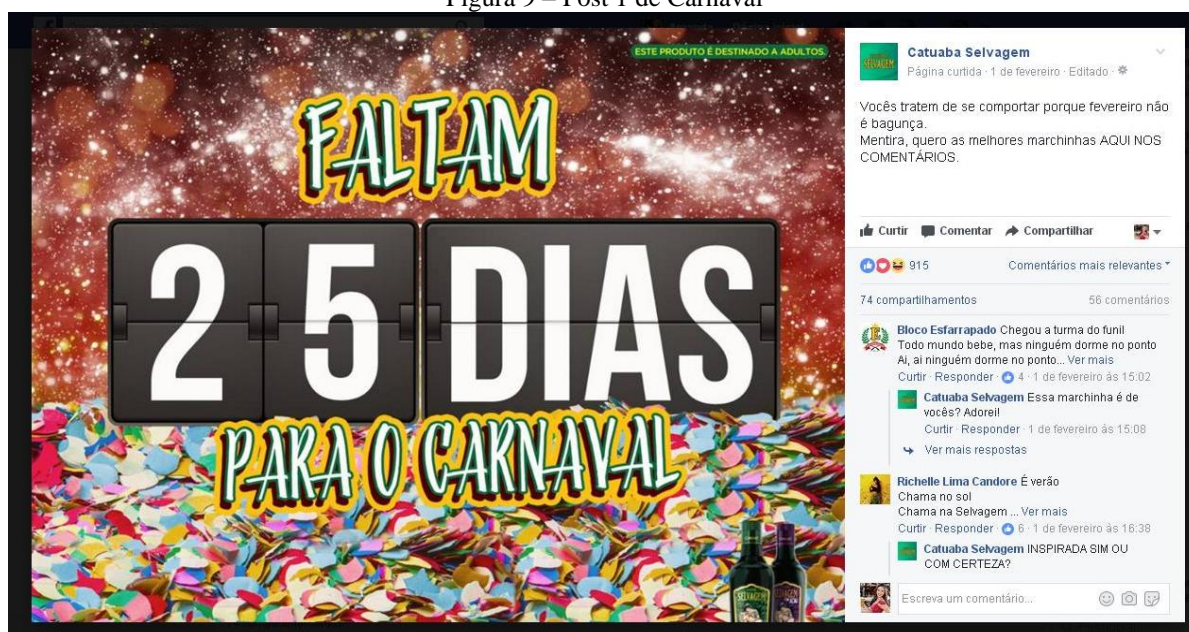 Figura 9 – Post 1 de Carnaval
ESTE PRODUTO É DESTINADO A ADULTOS.
FALTAM
25 DIAS
PARA O CARNAVAL
SELVAGEM
SELVAGEM
Catuaba Selvagem
Página curtida · 1 de fevereiro · Editado ·
Vocês tratem de se comportar porque fevereiro não
é bagunça.
Mentira, quero as melhores marchinhas AQUI NOS
COMENTÁRIOS.
Curtir Comentar Compartilhar
915 Comentários mais relevantes
74 compartilhamentos 56 comentários
Bloco Esfarrapado Chegou a turma do funil
Todo mundo bebe, mas ninguém dorme no ponto
Ai, ai ninguém dorme no ponto... Ver mais
Curtir · Responder · 4 · 1 de fevereiro às 15:02
Catuaba Selvagem Essa marchinha é de
vocês? Adorei!
Curtir · Responder · 1 de fevereiro às 15:08
Ver mais respostas
Richelle Lima Candore É verão
Chama no sol
Chama na Selvagem ... Ver mais
Curtir · Responder · 6 · 1 de fevereiro às 16:38
Catuaba Selvagem INSPIRADA SIM OU
COM CERTEZA?
Escreva um comentário...